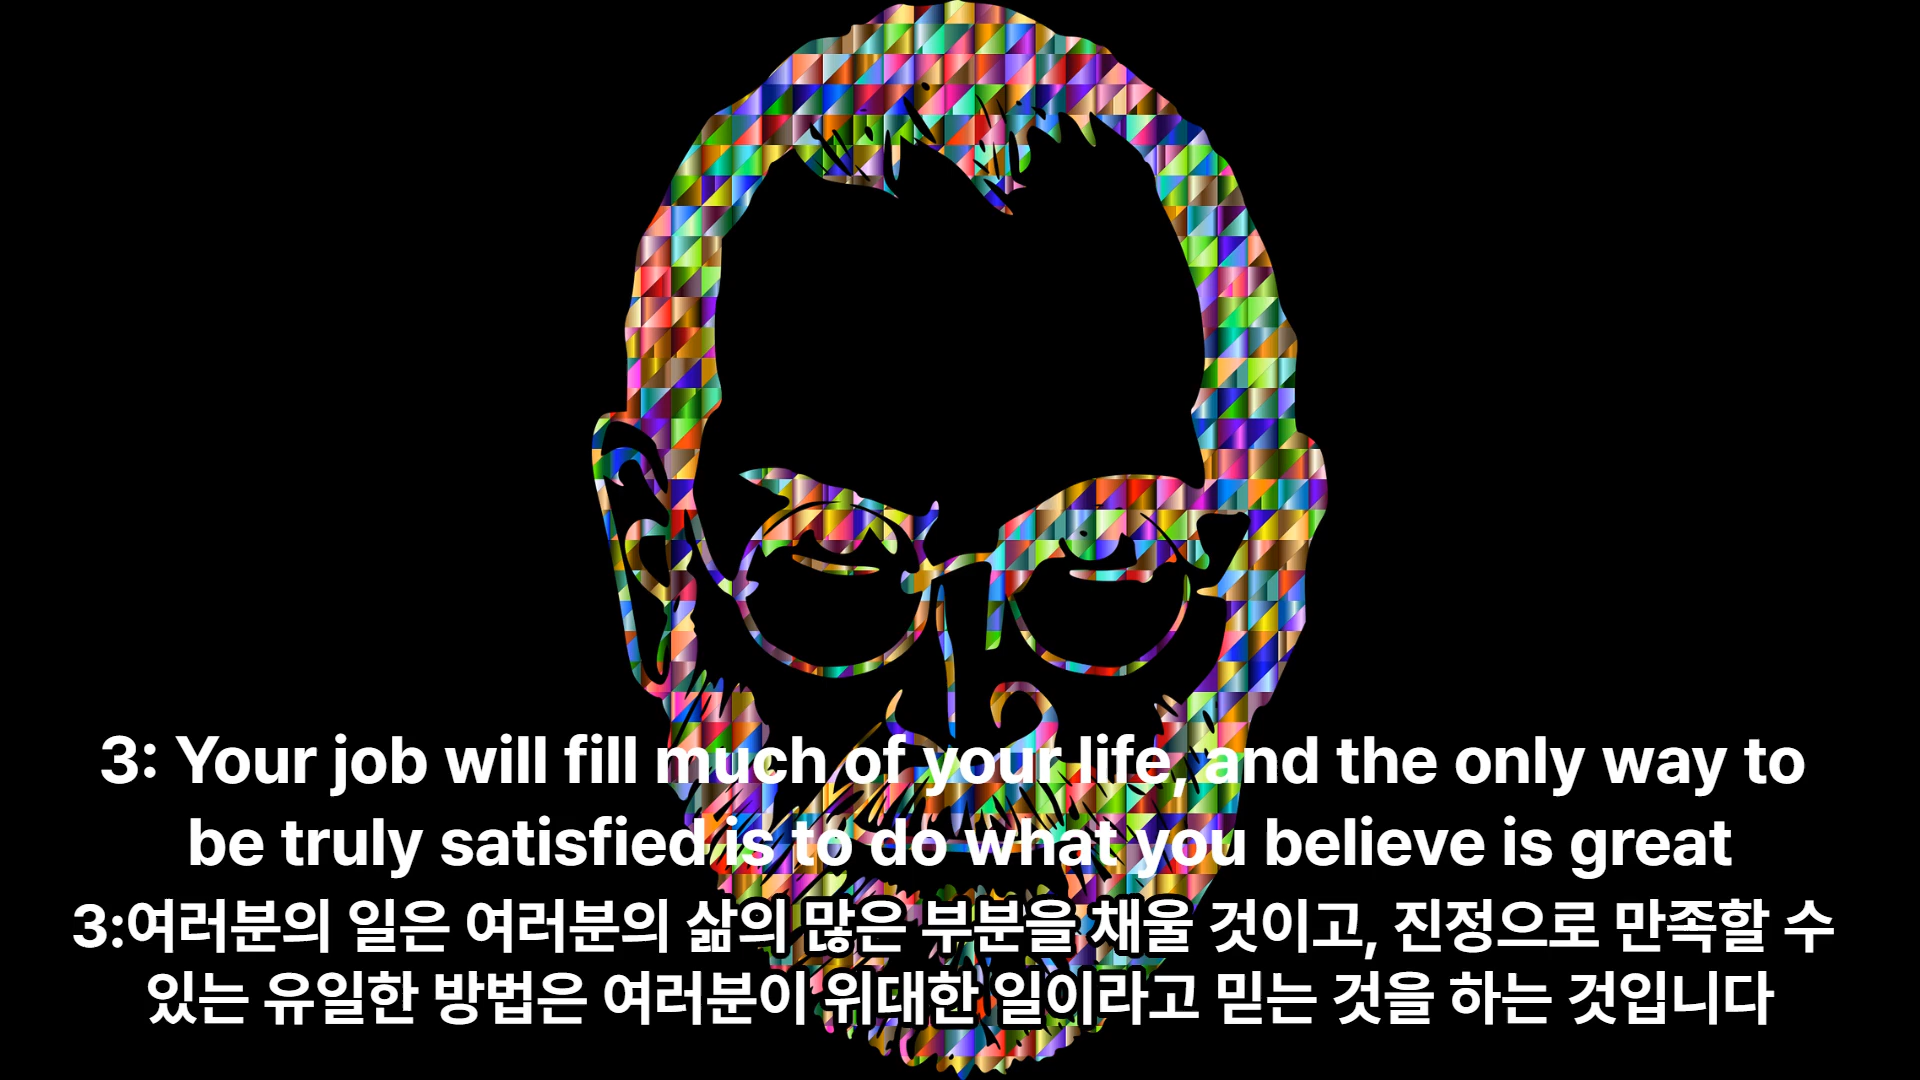 3: Your job will fill much of your life, and the only way to
be truly satisfied is to do what you believe is great
3:여러분의 일은 여러분의 삶의 많은 부분을 채울 것이고, 진정으로 만족할 수
있는 유일한 방법은 여러분이 위대한 일이라고 믿는 것을 하는 것입니다